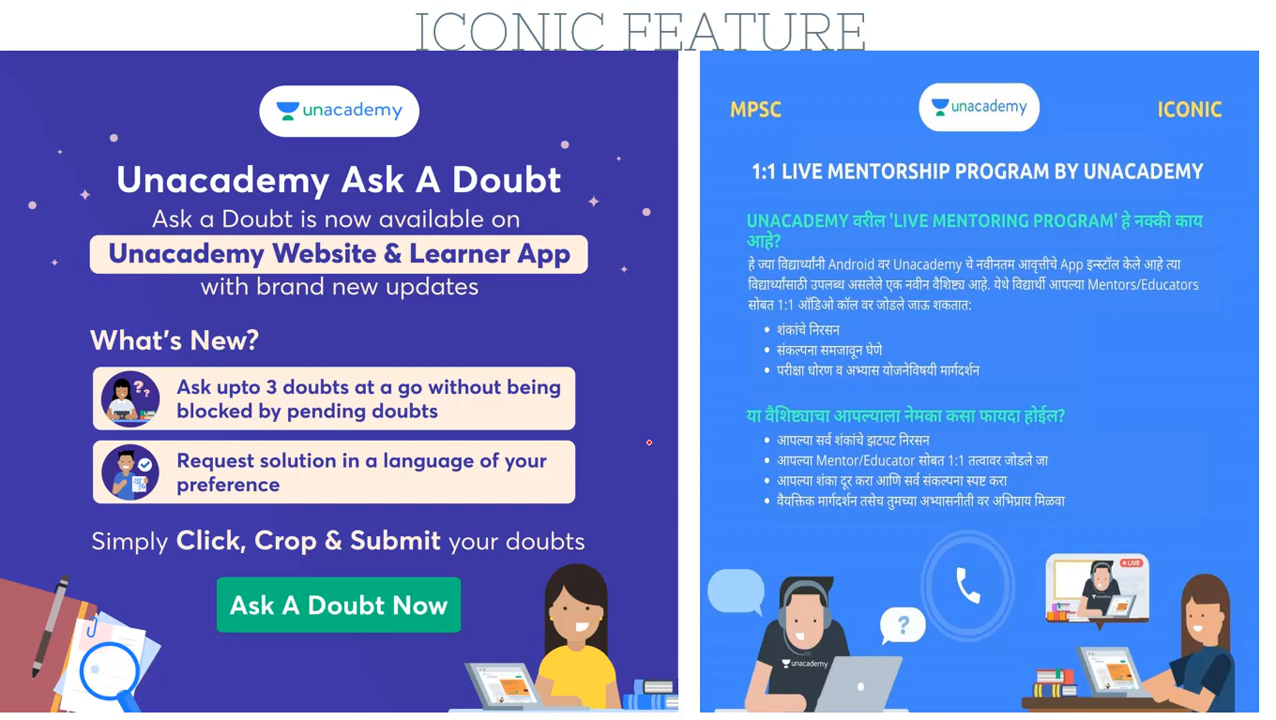 ICONIC FEATURE
unacademy
Unacademy Ask A Doubt
Ask a Doubt is now available on
Unacademy Website & Learner App
with brand new updates
What's New?
Ask upto 3 doubts at a go without being
blocked by pending doubts
Request solution in a language of your
preference
Simply Click, Crop & Submit your doubts
Ask A Doubt Now
MPSC
unacademy
ICONIC
1:1 LIVE MENTORSHIP PROGRAM BY UNACADEMY
UNACADEMY वरील 'LIVE MENTORING PROGRAM' हे नक्की काय
आहे?
हे ज्या विद्यार्थ्यांनी Android वर Unacademy चे नवीनतम आवृत्तीचे App इन्स्टॉल केले आहे त्या
विद्यार्थ्यांसाठी उपलब्ध असलेले एक नवीन वैशिष्ट्य आहे. येथे विद्यार्थी आपल्या Mentors/Educators
सोबत 1:1 ऑडिओ कॉल वर जोडले जाऊ शकतात:
• शंकांचे निरसन
• संकल्पना समजावून घेणे
• परीक्षा धोरण व अभ्यास योजनेविषयी मार्गदर्शन
या वैशिष्ट्याचा आपल्याला नेमका कसा फायदा होईल?
• आपल्या सर्व शंकांचे झटपट निरसन
• आपल्या Mentor/Educator सोबत 1:1 तत्वावर जोडले जा
• आपल्या शंका दूर करा आणि सर्व संकल्पना स्पष्ट करा
• वैयक्तिक मार्गदर्शन तसेच तुमच्या अभ्यासनीती वर अभिप्राय मिळवा
?
LIVE
unacademy